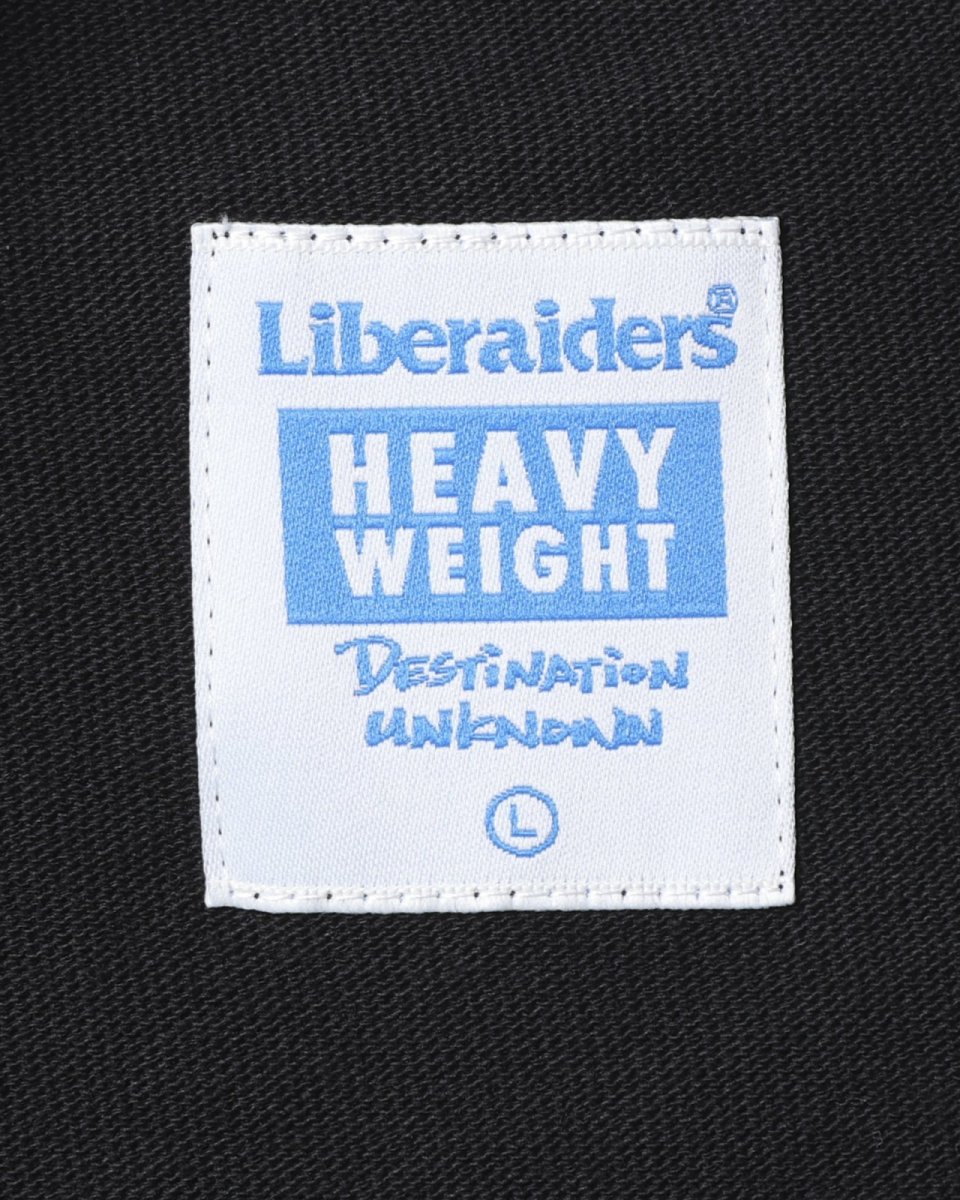 Liberaiders®
HEAVY
WEIGHT
DESTiNATiON
UNKNOWN
L